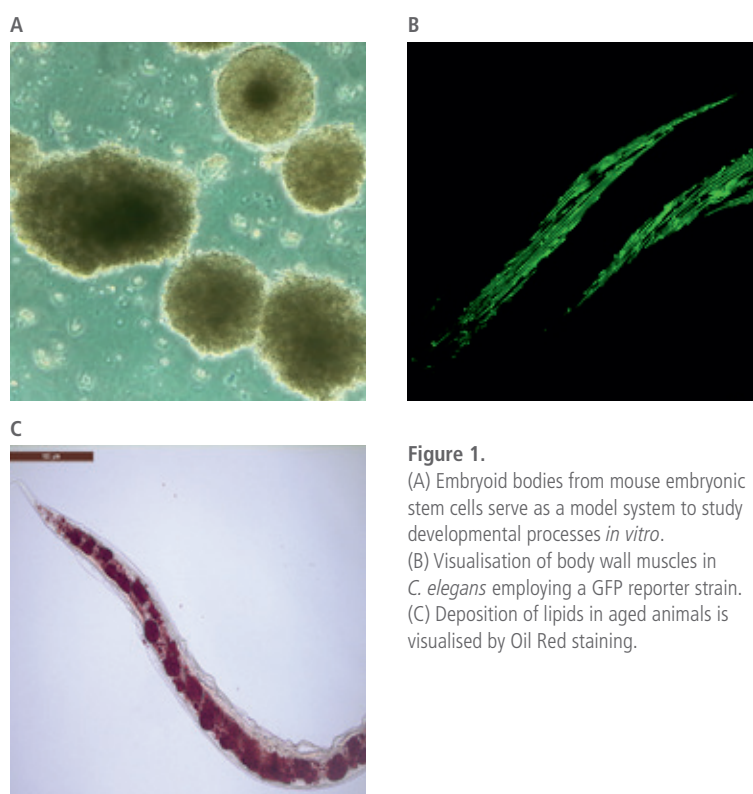 A
B
C
Figure 1.
(A) Embryoid bodies from mouse embryonic
stem cells serve as a model system to study
developmental processes in vitro.
(B) Visualisation of body wall muscles in
C. elegans employing a GFP reporter strain.
(C) Deposition of lipids in aged animals is
visualised by Oil Red staining.